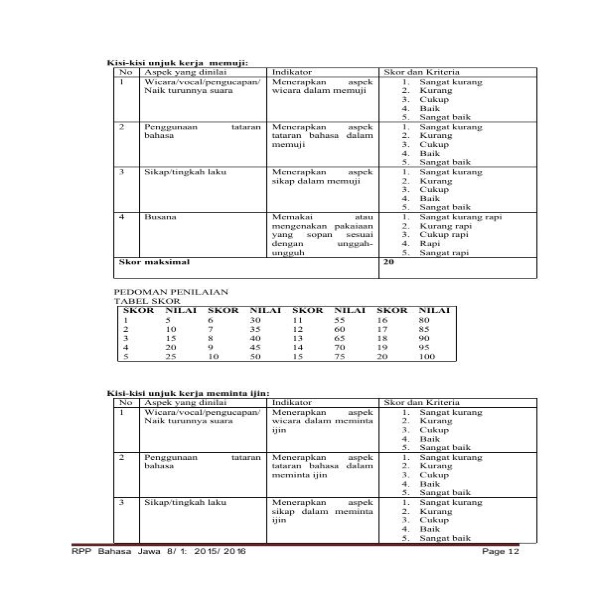 Kisi-kisi unjuk kerja memuji:
No Aspek yang dinilai Indikator Skor dan Kriteria
1 Wicara/vocal/pengucapan/ Menerapkan aspek 1. Sangat kurang
Naik turunnya suara wicara dalam memuji 2. Kurang
3. Cukup
4. Baik
5. Sangat baik
2 Penggunaan tataran Menerapkan aspek 1. Sangat kurang
bahasa tataran bahasa dalam 2. Kurang
memuji 3. Cukup
4. Baik
5. Sangat baik
3 Sikap/tingkah laku Menerapkan aspek 1. Sangat kurang
sikap dalam memuji 2. Kurang
3. Cukup
4. Baik
5. Sangat baik
4 Busana Memakai atau 1. Sangat kurang rapi
mengenakan pakaiaan 2. Kurang rapi
yang sopan sesuai 3. Cukup rapi
dengan unggah- 4. Rapi
ungguh 5. Sangat rapi
Skor maksimal 20
PEDOMAN PENILAIAN
TABEL SKOR
SKOR NILAI SKOR NILAI SKOR NILAI SKOR NILAI
1 5 6 30 11 55 16 80
2 10 7 35 12 60 17 85
3 15 8 40 13 65 18 90
4 20 9 45 14 70 19 95
5 25 10 50 15 75 20 100
Kisi-kisi unjuk kerja meminta ijin:
No Aspek yang dinilai Indikator Skor dan Kriteria
1 Wicara/vocal/pengucapan/ Menerapkan aspek 1. Sangat kurang
Naik turunnya suara wicara dalam meminta 2. Kurang
ijin 3. Cukup
4. Baik
5. Sangat baik
2 Penggunaan tataran Menerapkan aspek 1. Sangat kurang
bahasa tataran bahasa dalam 2. Kurang
meminta ijin 3. Cukup
4. Baik
5. Sangat baik
3 Sikap/tingkah laku Menerapkan aspek 1. Sangat kurang
sikap dalam meminta 2. Kurang
ijin 3. Cukup
4. Baik
5. Sangat baik
RPP Bahasa Jawa 8/ 1: 2015/ 2016 Page 12